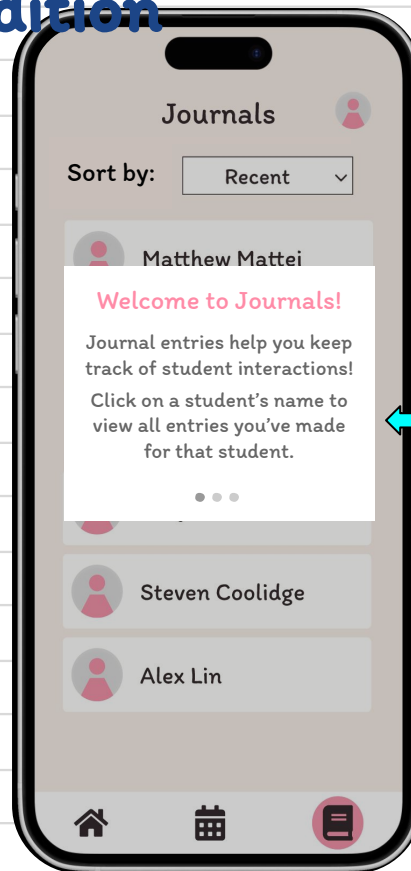 Journals
Sort by:
Recent
Matthew Mattei
Welcome to Journals!
Journal entries help you keep
track of student interactions!
Click on a student's name to
view all entries you've made
for that student.
Steven Coolidge
Alex Lin